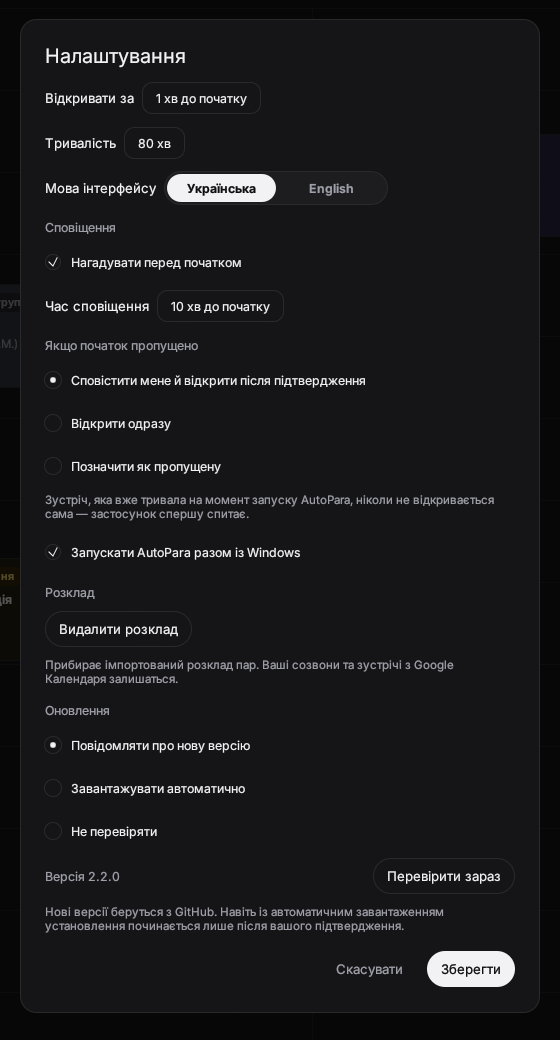 Налаштування
Відкривати за 1 хв до початку
Тривалість 80 хв
Мова інтерфейсу Українська English
Сповіщення
Нагадувати перед початком
Час сповіщення 10 хв до початку
Якщо початок пропущено
Сповістити мене й відкрити після підтвердження
Відкрити одразу
Позначити як пропущену
Зустріч, яка вже тривала на момент запуску AutoPara, ніколи не відкривається
сама — застосунок спершу спитає.
Запускати AutoPara разом із Windows
Розклад
Видалити розклад
Прибирає імпортований розклад пар. Ваші созвони та зустрічі з Google
Календаря залишаться.
Оновлення
Повідомляти про нову версію
Завантажувати автоматично
Не перевіряти
Версія 2.2.0 Перевірити зараз
Нові версії беруться з GitHub. Навіть із автоматичним завантаженням
установлення починається лише після вашого підтвердження.
Скасувати Зберегти